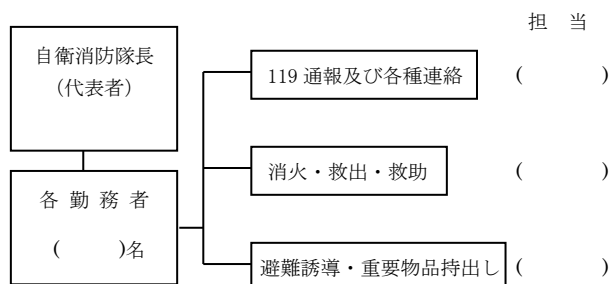 担　当
自衛消防隊長
（代表者）
119 通報及び各種連絡　（　　　　）
消火・救出・救助　（　　　　）
各 勤 務 者
（　　　）名
避難誘導・重要物品持出し　（　　　　）